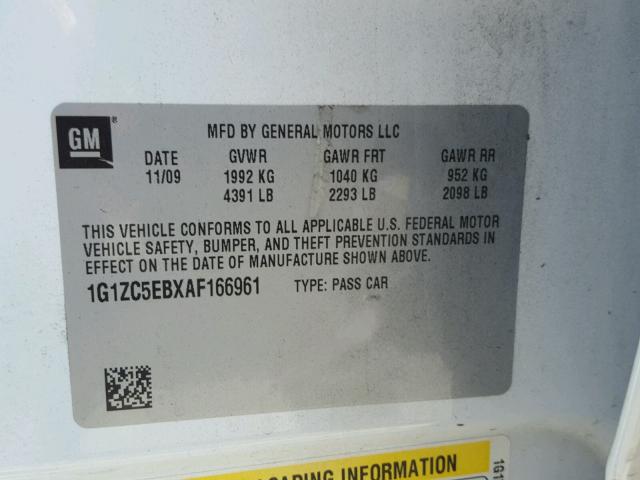 GM ®
MFD BY GENERAL MOTORS LLC
DATE GVWR GAWR FRT GAWR RR
11/09 1992 KG 1040 KG 952 KG
4391 LB 2293 LB 2098 LB
THIS VEHICLE CONFORMS TO ALL APPLICABLE U.S. FEDERAL MOTOR
VEHICLE SAFETY, BUMPER, AND THEFT PREVENTION STANDARDS IN
EFFECT ON THE DATE OF MANUFACTURE SHOWN ABOVE.
1G1ZC5EBXAF166961 TYPE: PASS CAR
LOADING INFORMATION
1G1